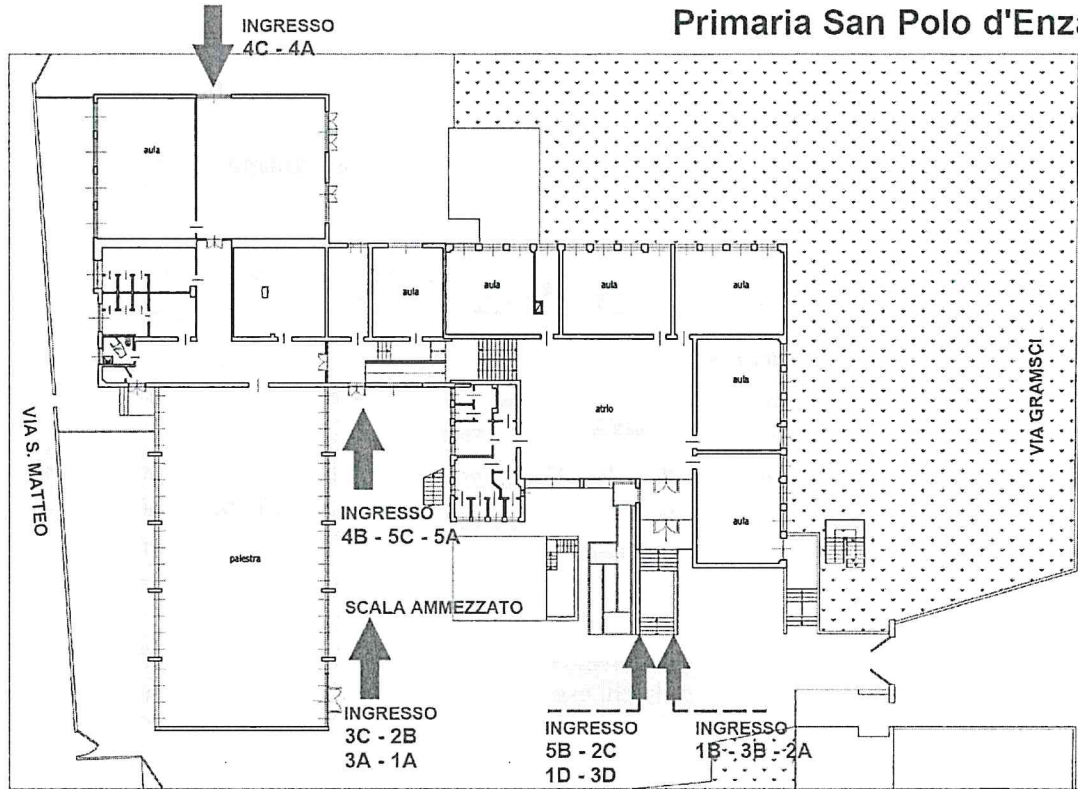 Primaria San Polo d'Enza
INGRESSO
4C - 4A
aula
aula
aula
aula
aula
aula
atrio
aula
VIA S. MATTEO
VIA GRAMSCI
INGRESSO
4B - 5C - 5A
palestra
SCALA AMMEZZATO
INGRESSO
3C - 2B
3A - 1A
INGRESSO
5B - 2C
1D - 3D
INGRESSO
1B - 3B - 2A